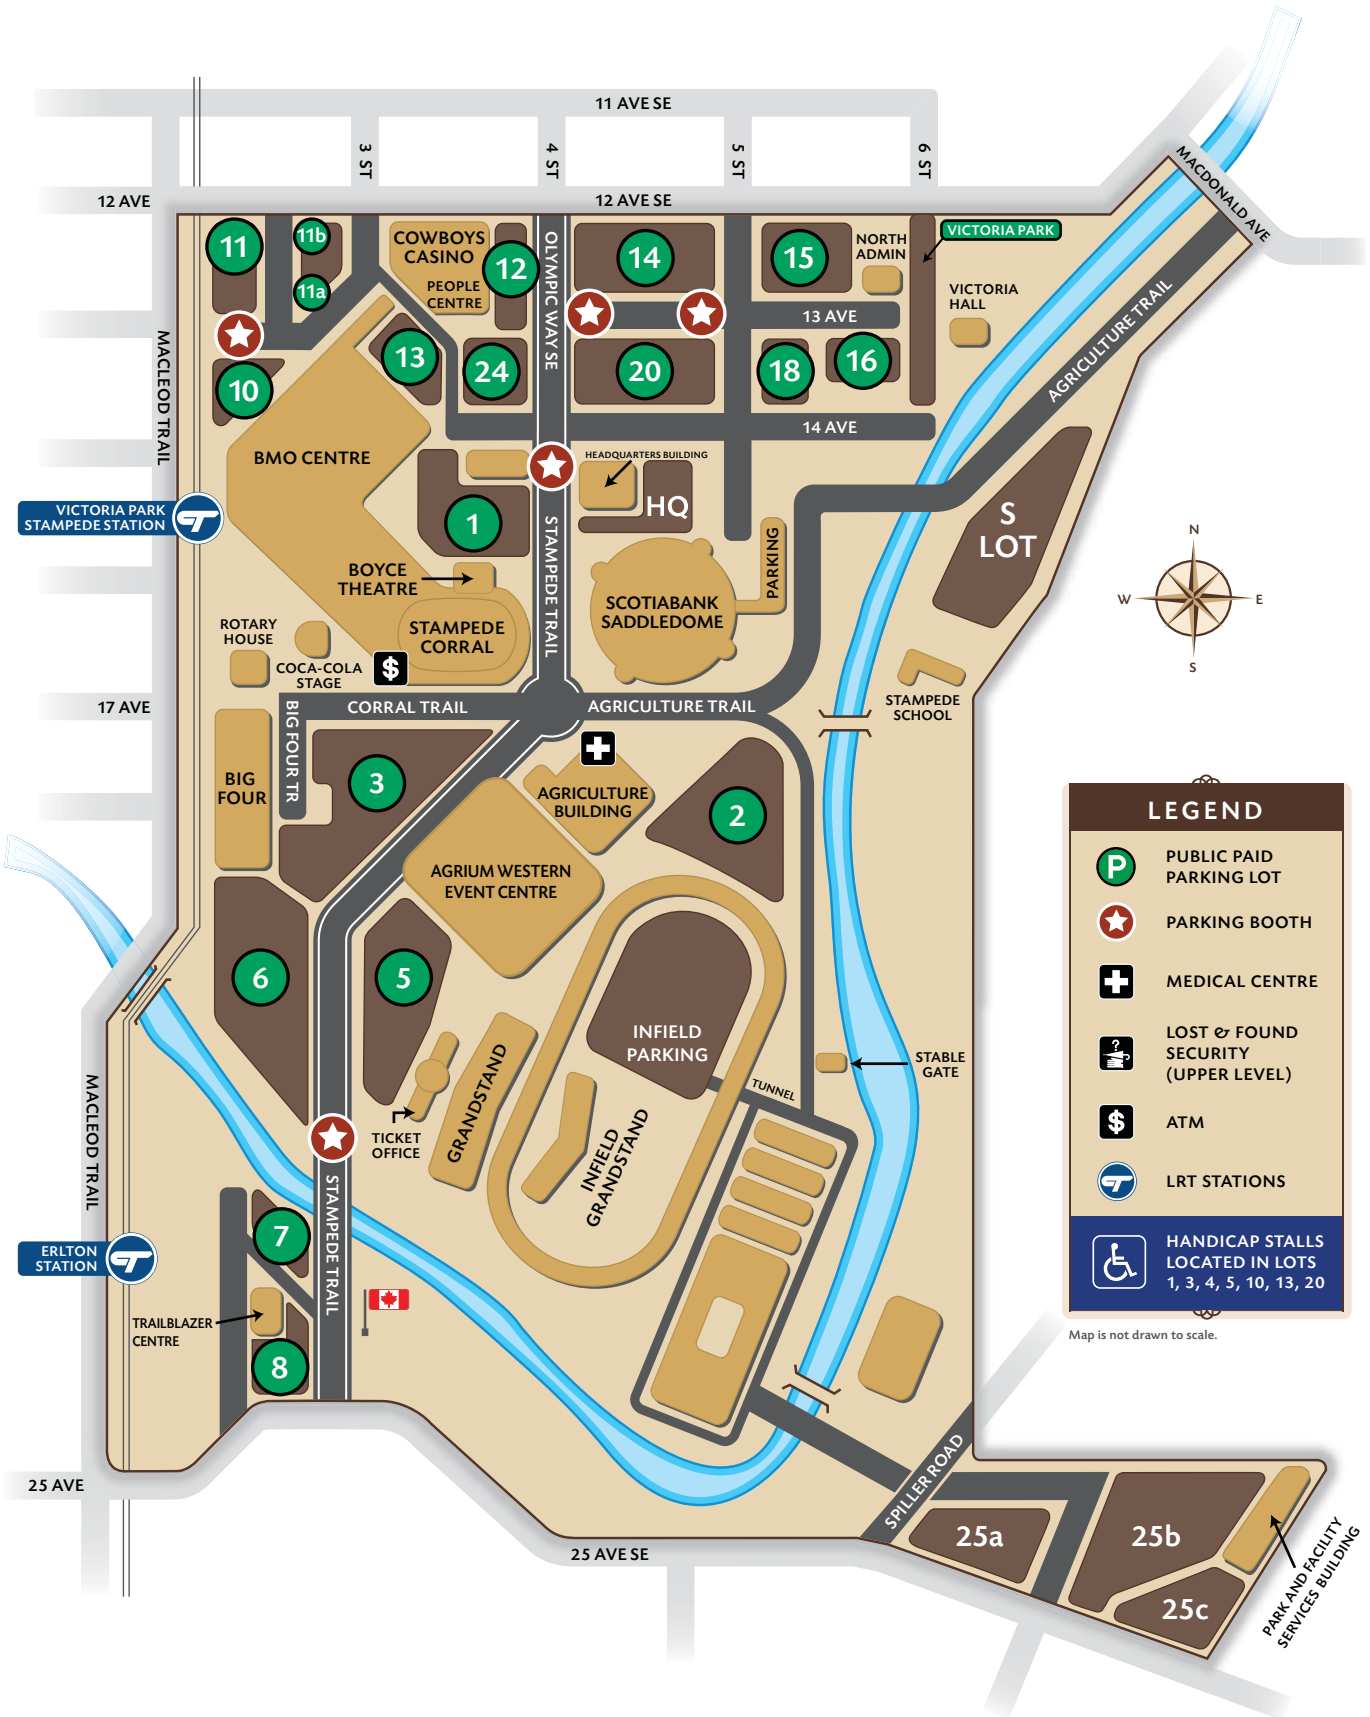 11 AVE SE
3 ST
4 ST
5 ST
6 ST
MACDONALD AVE
12 AVE
12 AVE SE
11
11b
11a
COWBOYS
CASINO
PEOPLE
CENTRE
12
OLYMPIC WAY SE
14
15
NORTH
ADMIN
VICTORIA PARK
VICTORIA
HALL
AGRICULTURE TRAIL
13 AVE
MACLEOD TRAIL
10
13
24
20
18
16
14 AVE
BMO CENTRE
HEADQUARTERS BUILDING
HQ
VICTORIA PARK
STAMPEDE STATION
1
STAMPEDE TRAIL
S
LOT
PARKING
N
W
E
S
BOYCE
THEATRE
SCOTIABANK
SADDLEDOME
ROTARY
HOUSE
STAMPEDE
CORRAL
COCA-COLA
STAGE
$
STAMPEDE
SCHOOL
17 AVE
BIG FOUR TR
CORRAL TRAIL
AGRICULTURE TRAIL
BIG
FOUR
3
AGRICULTURE
BUILDING
2
AGRIUM WESTERN
EVENT CENTRE
LEGEND
P
PUBLIC PAID
PARKING LOT
PARKING BOOTH
MEDICAL CENTRE
?
LOST & FOUND
SECURITY
(UPPER LEVEL)
$
ATM
LRT STATIONS
HANDICAP STALLS
LOCATED IN LOTS
1, 3, 4, 5, 10, 13, 20
Map is not drawn to scale.
6
5
INFIELD
PARKING
STABLE
GATE
TUNNEL
GRANDSTAND
TICKET
OFFICE
INFIELD
GRANDSTAND
MACLEOD TRAIL
STAMPEDE TRAIL
7
ERLTON
STATION
TRAILBLAZER
CENTRE
8
25 AVE
SPILLER ROAD
25 AVE SE
25a
25b
25c
PARK AND FACILITY
SERVICES BUILDING